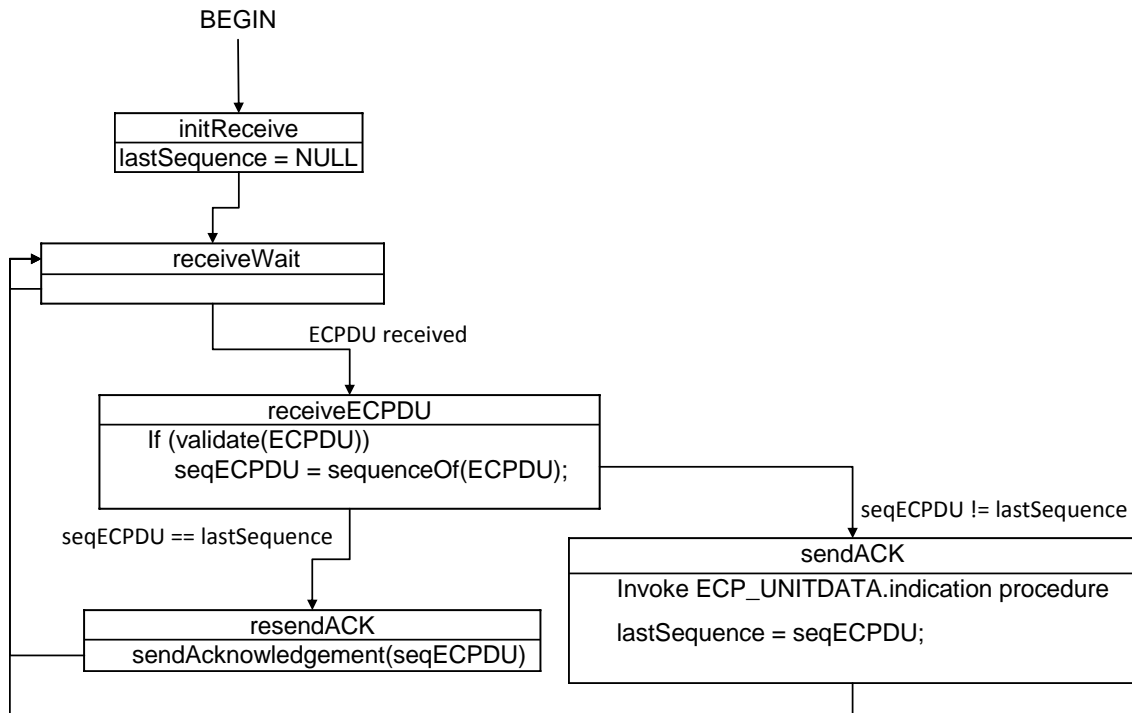 BEGIN
initReceive
lastSequence = NULL
receiveWait
ECPDU received
receiveECPDU
If (validate(ECPDU))
seqECPDU = sequenceOf(ECPDU);
seqECPDU != lastSequence
seqECPDU == lastSequence
sendACK
Invoke ECP_UNITDATA.indication procedure
lastSequence = seqECPDU;
resendACK
sendAcknowledgement(seqECPDU)